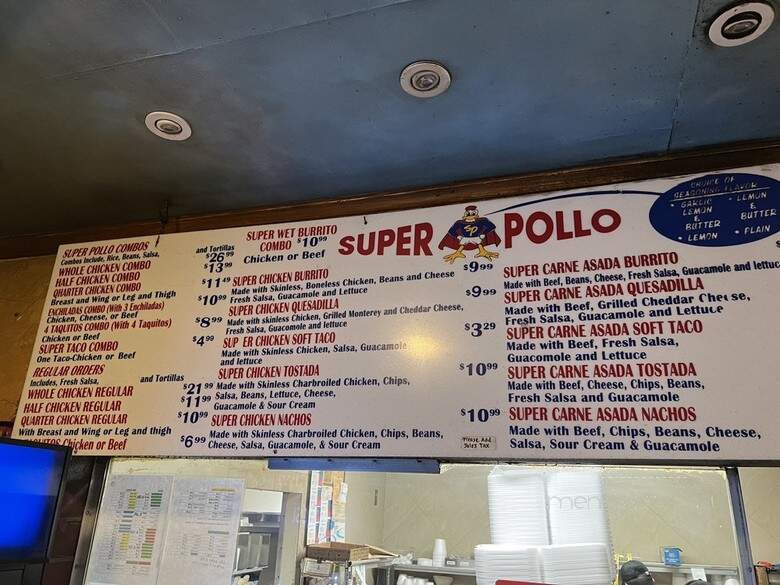 SUPER POLLO
SUPER POLLO COMBOS
Combos Include, Rice, Beans, Salsa, and Tortillas
WHOLE CHICKEN COMBO $26.99
HALF CHICKEN COMBO $13.99
QUARTER CHICKEN COMBO
Breast and Wing or Leg and Thigh $11.49
ENCHILADAS COMBO (With 2 Enchiladas)
Chicken, Cheese, or Beef $10.99
4 TAQUITOS COMBO (With 4 Taquitos)
Chicken or Beef $8.99
SUPER TACO COMBO
One Taco-Chicken or Beef $4.99
REGULAR ORDERS
Includes, Fresh Salsa, and Tortillas
WHOLE CHICKEN REGULAR $21.99
HALF CHICKEN REGULAR $11.99
QUARTER CHICKEN REGULAR
With Breast and Wing or Leg and thigh $10.99
Chicken or Beef $6.99
SUPER WET BURRITO
COMBO $10.99
Chicken or Beef
SUPER CHICKEN BURRITO
Made with Skinless, Boneless Chicken, Beans and Cheese
Fresh Salsa, Guacamole and Lettuce
$9.99
SUPER CHICKEN QUESADILLA
Made with skinless Chicken, Grilled Monterey and Cheddar Cheese,
Fresh Salsa, Guacomole and lettuce
$9.99
SUP ER CHICKEN SOFT TACO
Made with Skinless Chicken, Salsa, Guacamole
and lettuce
$3.29
SUPER CHICKEN TOSTADA
Made with Skinless Charbroiled Chicken, Chips,
Salsa, Beans, Lettuce, Cheese,
Guacamole & Sour Cream
$10.99
SUPER CHICKEN NACHOS
Made with Skinless Charbroiled Chicken, Chips, Beans,
Cheese, Salsa, Guacamole, & Sour Cream
$10.99
PLEASE ADD
SALES TAX
SUPER CARNE ASADA BURRITO
Made with Beef, Beans, Cheese, Fresh Salsa, Guacamole and lettuc
SUPER CARNE ASADA QUESADILLA
Made with Beef, Grilled Cheddar Cheese,
Fresh Salsa, Guacamole and Lettuce
SUPER CARNE ASADA SOFT TACO
Made with Beef, Fresh Salsa,
Guacomole and Lettuce
SUPER CARNE ASADA TOSTADA
Made with Beef, Cheese, Chips, Beans,
Fresh Salsa and Guacamole
SUPER CARNE ASADA NACHOS
Made with Beef, Chips, Beans, Cheese,
Salsa, Sour Cream & Guacamole
CHOICE OF
SEASONING FLAVOR
• GARLIC LEMON & BUTTER
• LEMON
• LEMON & BUTTER
• PLAIN
SP